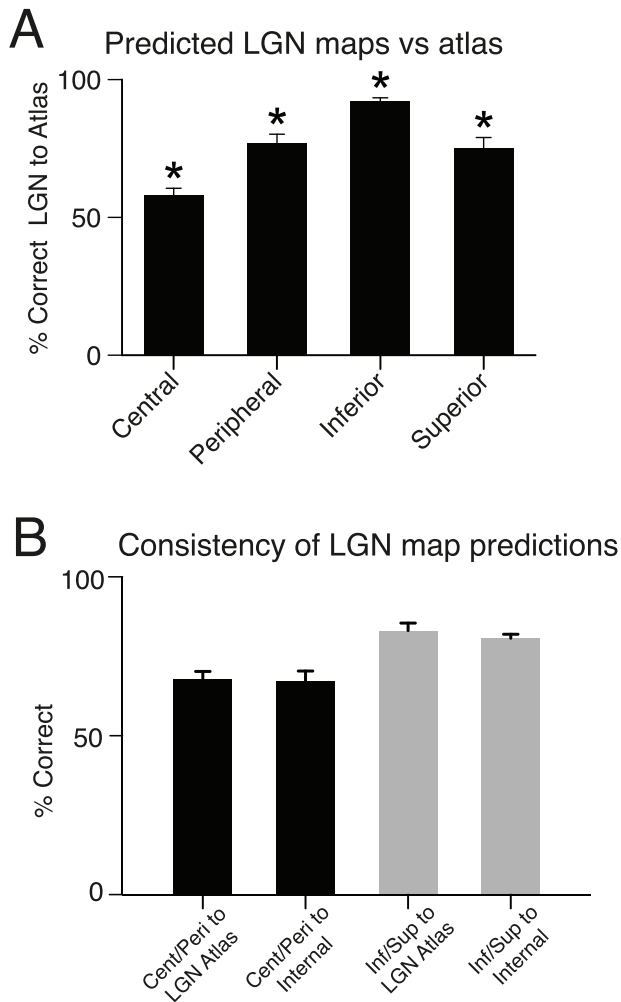 A
Predicted LGN maps vs atlas
% Correct LGN to Atlas
100
50
0
*
*
*
*
Central
Peripheral
Inferior
Superior
B
Consistency of LGN map predictions
% Correct
100
50
0
Cent/Peri to
LGN Atlas
Cent/Peri to
Internal
Inf/Sup to
LGN Atlas
Inf/Sup to
Internal